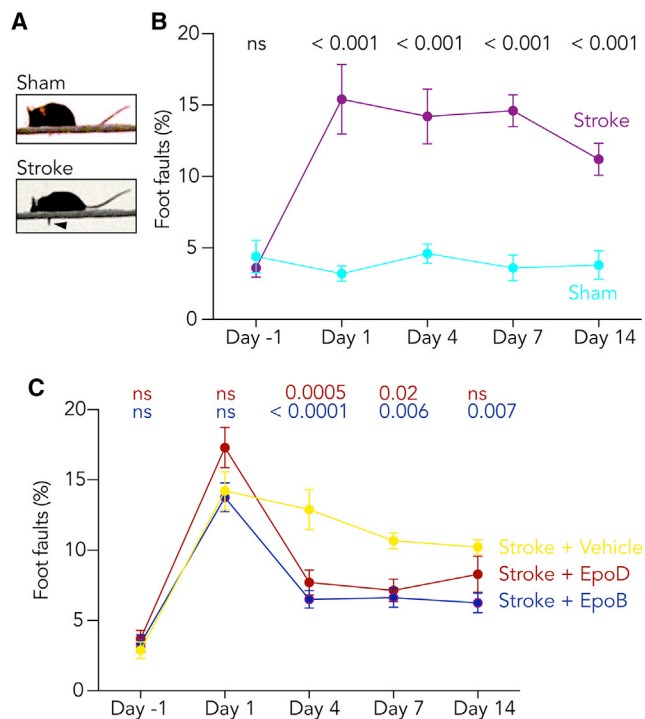 A
Sham
Stroke
B
ns < 0.001 < 0.001 < 0.001 < 0.001
20
15
10
5
0
Foot faults (%)
Stroke
Sham
Day -1 Day 1 Day 4 Day 7 Day 14
C
ns ns 0.0005 0.02 ns
ns ns < 0.0001 0.006 0.007
20
15
10
5
0
Foot faults (%)
Stroke + Vehicle
Stroke + EpoD
Stroke + EpoB
Day -1 Day 1 Day 4 Day 7 Day 14